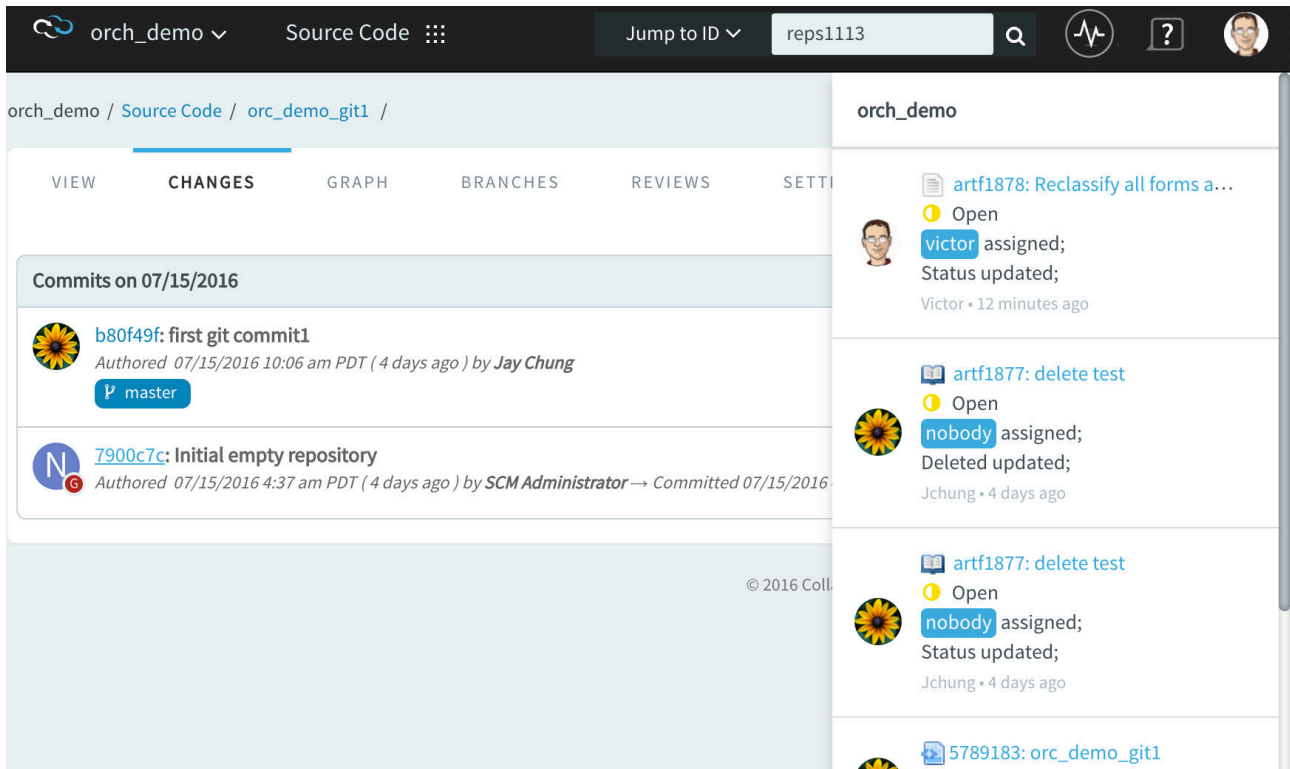 orch_demo
Source Code
Jump to ID
reps1113
?
orch_demo / Source Code / orc_demo_git1 /
VIEW
CHANGES
GRAPH
BRANCHES
REVIEWS
SETTI
Commits on 07/15/2016
b80f49f: first git commit1
Authored 07/15/2016 10:06 am PDT ( 4 days ago ) by Jay Chung
master
N
G
7900c7c: Initial empty repository
Authored 07/15/2016 4:37 am PDT ( 4 days ago ) by SCM Administrator → Committed 07/15/2016
© 2016 Coll
orch_demo
artf1878: Reclassify all forms a...
Open
victor assigned;
Status updated;
Victor • 12 minutes ago
artf1877: delete test
Open
nobody assigned;
Deleted updated;
Jchung • 4 days ago
artf1877: delete test
Open
nobody assigned;
Status updated;
Jchung • 4 days ago
5789183: orc_demo_git1